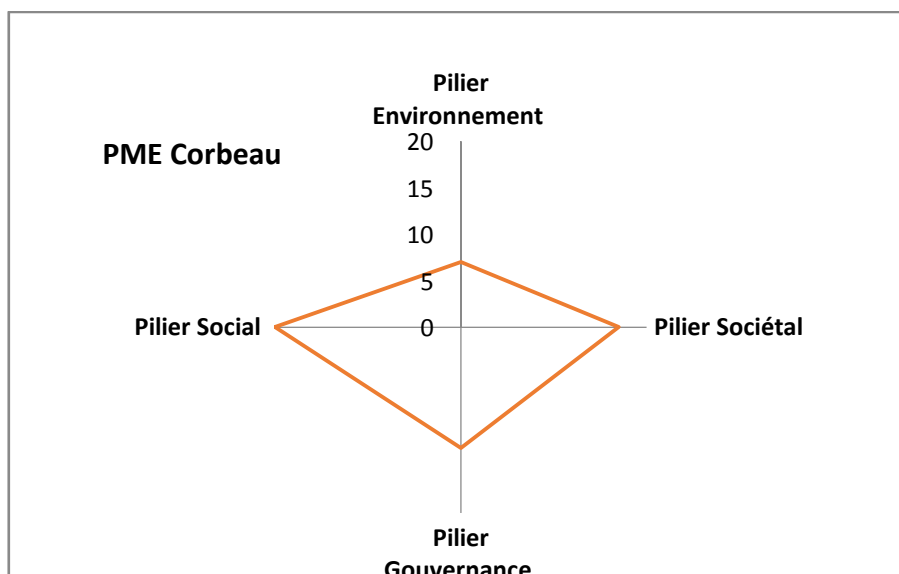 Pilier
Environnement
PME Corbeau
20
15
10
5
0
Pilier Social
Pilier Sociétal
Pilier
Gouvernance